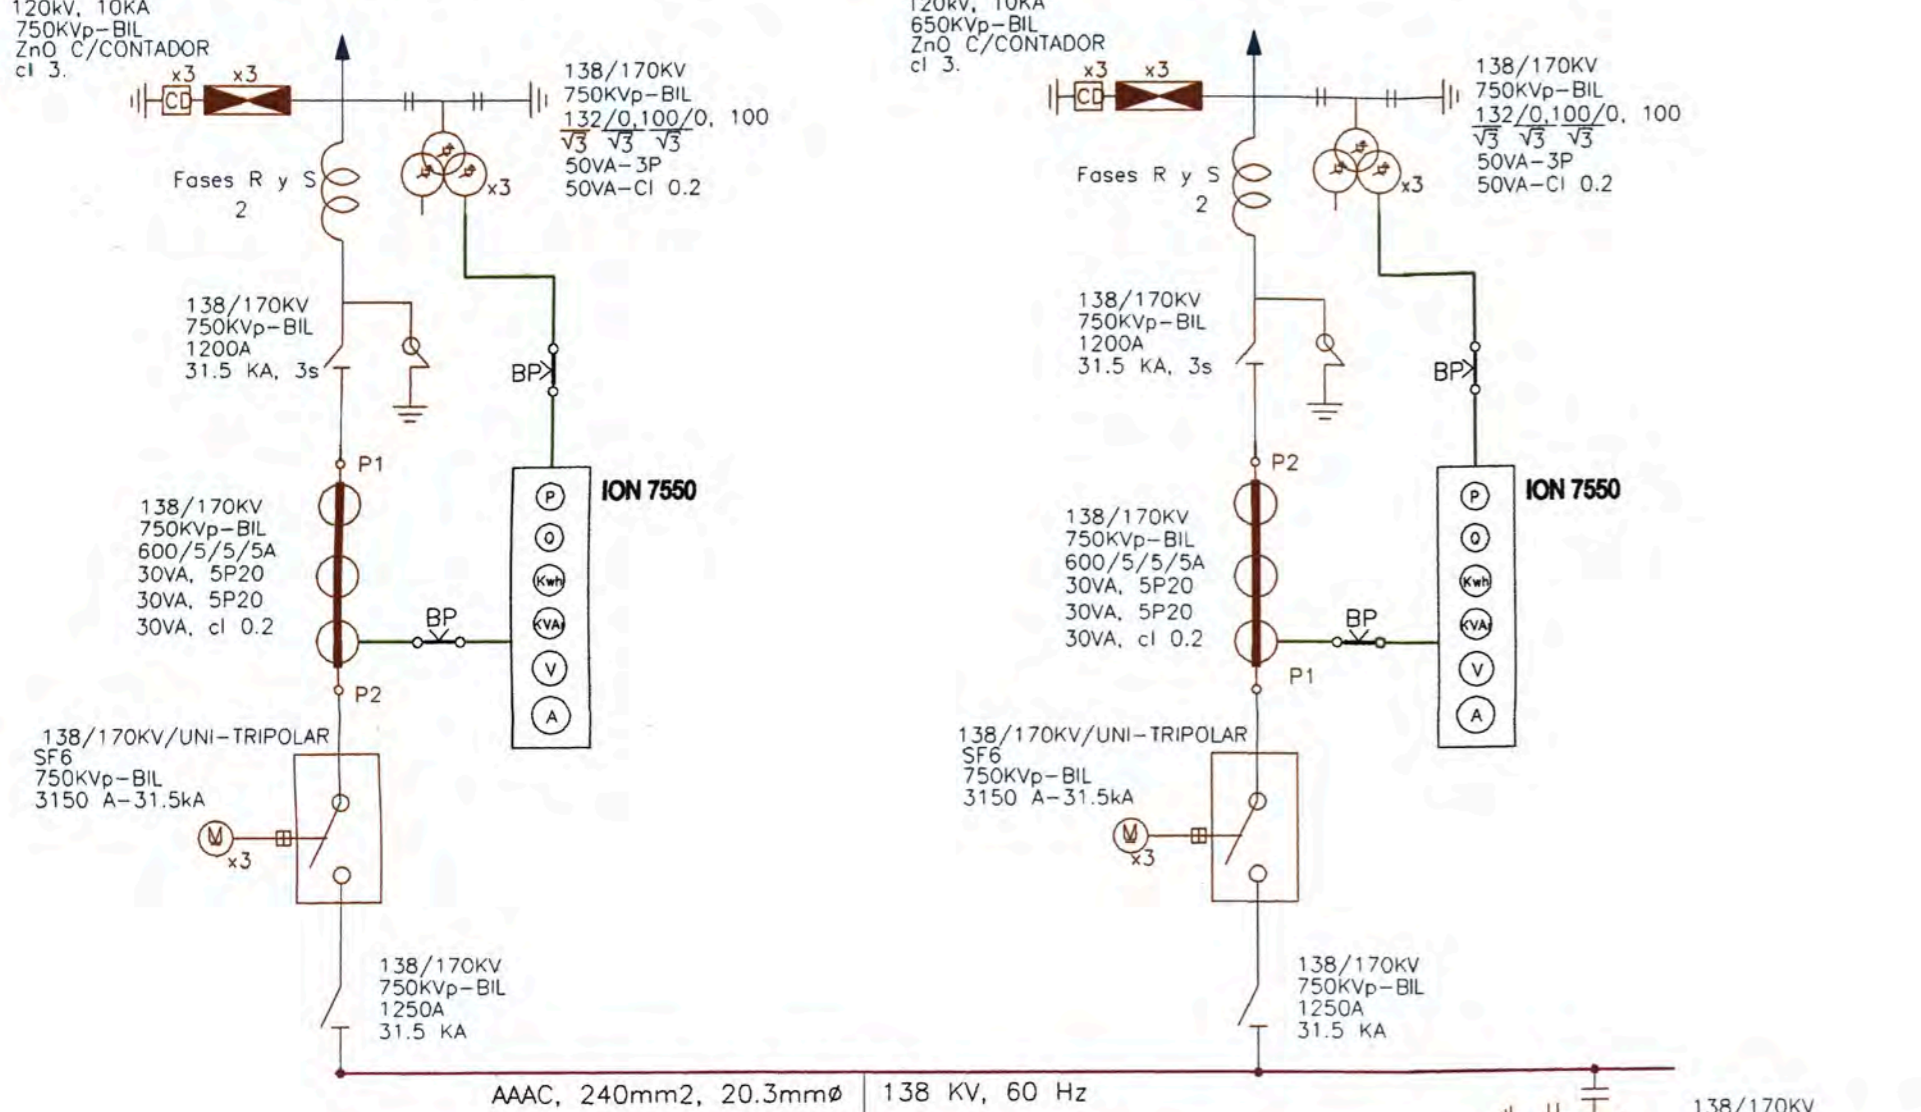 120kV, 10KA
750KVp-BIL
ZnO C/CONTADOR
cl 3.
x3 x3
CD
138/170KV
750KVp-BIL
132/0,100/0, 100
√3 √3 √3
50VA-3P
50VA-Cl 0.2
x3
Fases R y S
2
138/170KV
750KVp-BIL
1200A
31.5 KA, 3s
BP
P1
138/170KV
750KVp-BIL
600/5/5/5A
30VA, 5P20
30VA, 5P20
30VA, cl 0.2
BP
P2
ION 7550
P
Q
Kwh
KVAr
V
A
138/170KV/UNI-TRIPOLAR
SF6
750KVp-BIL
3150 A-31.5kA
M
x3
138/170KV
750KVp-BIL
1250A
31.5 KA
120kV, 10KA
650KVp-BIL
ZnO C/CONTADOR
cl 3.
x3 x3
CD
138/170KV
750KVp-BIL
132/0,100/0, 100
√3 √3 √3
50VA-3P
50VA-Cl 0.2
x3
Fases R y S
2
138/170KV
750KVp-BIL
1200A
31.5 KA, 3s
BP
P2
138/170KV
750KVp-BIL
600/5/5/5A
30VA, 5P20
30VA, 5P20
30VA, cl 0.2
BP
P1
ION 7550
P
Q
Kwh
KVAr
V
A
138/170KV/UNI-TRIPOLAR
SF6
750KVp-BIL
3150 A-31.5kA
M
x3
138/170KV
750KVp-BIL
1250A
31.5 KA
AAAC, 240mm2, 20.3mmø
138 KV, 60 Hz
138/170KV